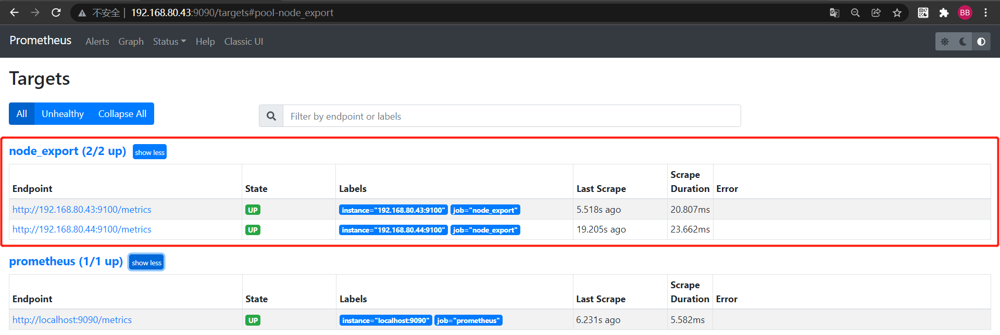 不安全 | 192.168.80.43:9090/targets#pool-node_export
BB
Prometheus Alerts Graph Status Help Classic UI
Targets
All Unhealthy Collapse All
Filter by endpoint or labels
node_export (2/2 up) show less
Endpoint State Labels Last Scrape Scrape Duration Error
http://192.168.80.43:9100/metrics UP instance="192.168.80.43:9100" job="node_export" 5.518s ago 20.807ms
http://192.168.80.44:9100/metrics UP instance="192.168.80.44:9100" job="node_export" 19.205s ago 23.662ms
prometheus (1/1 up) show less
Endpoint State Labels Last Scrape Scrape Duration Error
http://localhost:9090/metrics UP instance="localhost:9090" job="prometheus" 6.231s ago 5.582ms